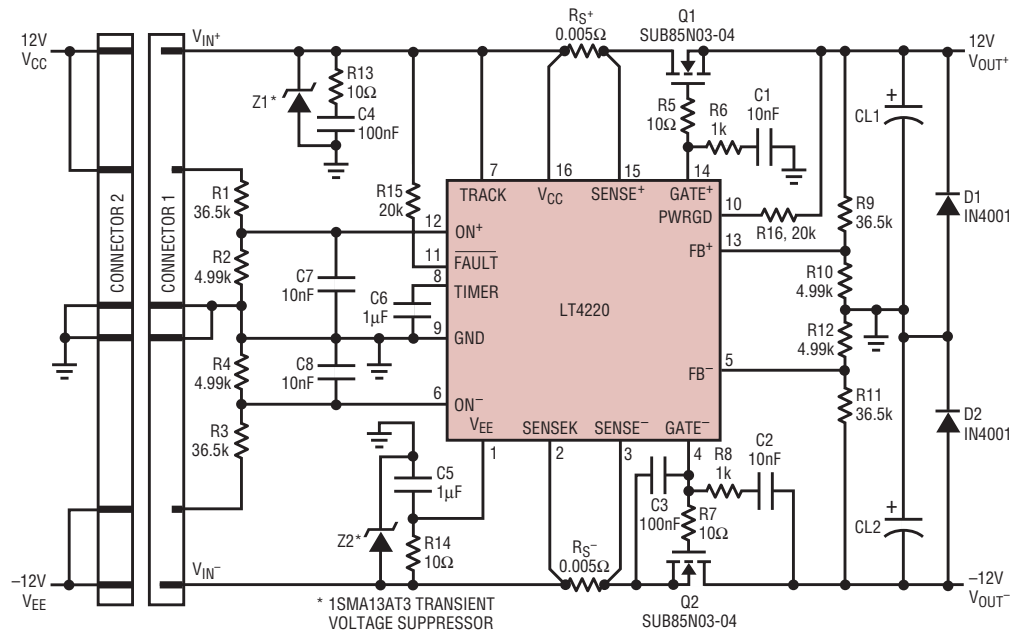 12V
VCC
CONNECTOR 2
CONNECTOR 1
VIN+
Z1*
R13
10Ω
C4
100nF
RS+
0.005Ω
Q1
SUB85N03-04
12V
VOUT+
R5
10Ω
R6
1k
C1
10nF
CL1
+
R1
36.5k
R2
4.99k
R4
4.99k
R3
36.5k
R15
20k
C7
10nF
C8
10nF
C6
1µF
7
16
15
14
TRACK
VCC
SENSE+
GATE+
12
ON+
11
FAULT
8
TIMER
9
GND
6
ON−
LT4220
10
PWRGD
13
FB+
5
FB−
R16, 20k
R9
36.5k
R10
4.99k
R12
4.99k
R11
36.5k
D1
IN4001
D2
IN4001
VEE
SENSEK
SENSE−
GATE−
1
2
3
4
C5
1µF
Z2*
R14
10Ω
C3
100nF
R8
1k
C2
10nF
R7
10Ω
+
CL2
RS−
0.005Ω
−12V
VEE
VIN−
* 1SMA13AT3 TRANSIENT
VOLTAGE SUPPRESSOR
Q2
SUB85N03-04
−12V
VOUT−